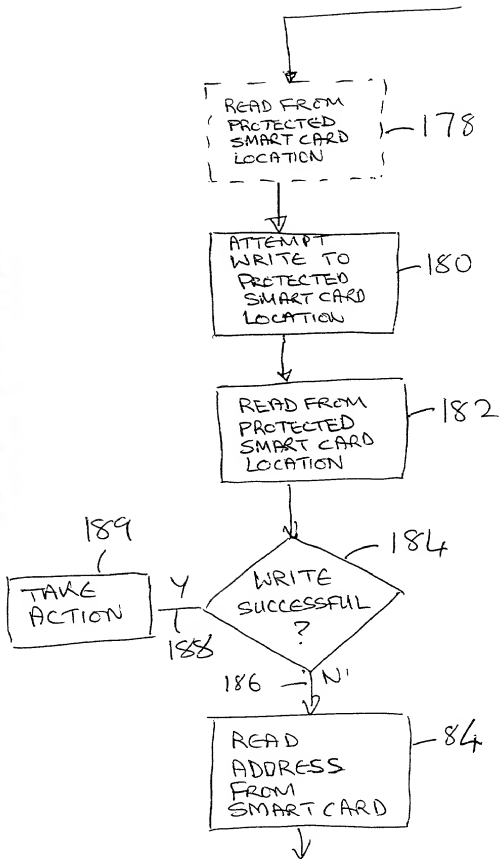 READ FROM
PROTECTED
SMART CARD
LOCATION
178
ATTEMPT
WRITE TO
PROTECTED
SMART CARD
LOCATION
180
READ FROM
PROTECTED
SMART CARD
LOCATION
182
184
WRITE
SUCCESSFUL
?
189
TAKE
ACTION
Y
188
186
N
READ
ADDRESS
FROM
SMART CARD
84